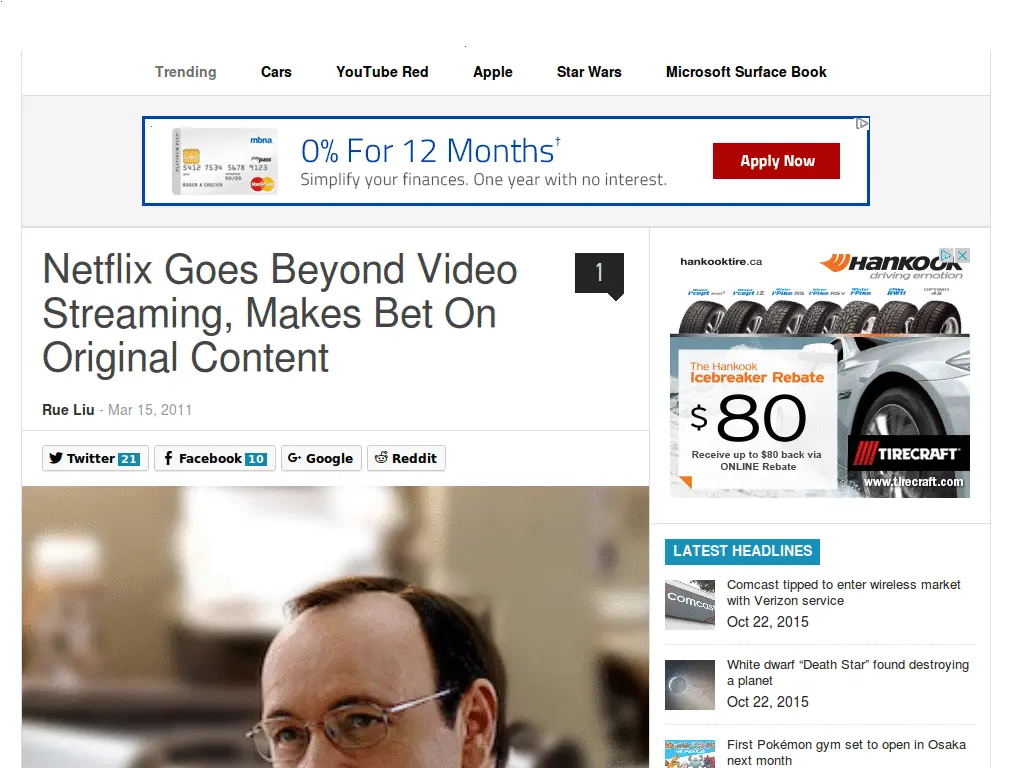 Trending Cars YouTube Red Apple Star Wars Microsoft Surface Book
mbna
5412 7534 5678 9123
0% For 12 Months†
Simplify your finances. One year with no interest.
Apply Now
Netflix Goes Beyond Video
Streaming, Makes Bet On
Original Content
1
Rue Liu - Mar 15, 2011
Twitter 21 Facebook 10 Google Reddit
hankooktire.ca
HANKOOK
driving emotion
The Hankook
Icebreaker Rebate
$80
Receive up to $80 back via
ONLINE Rebate
TIRECRAFT
www.tirecraft.com
LATEST HEADLINES
Comcast
Comcast tipped to enter wireless market
with Verizon service
Oct 22, 2015
White dwarf “Death Star” found destroying
a planet
Oct 22, 2015
First Pokémon gym set to open in Osaka
next month